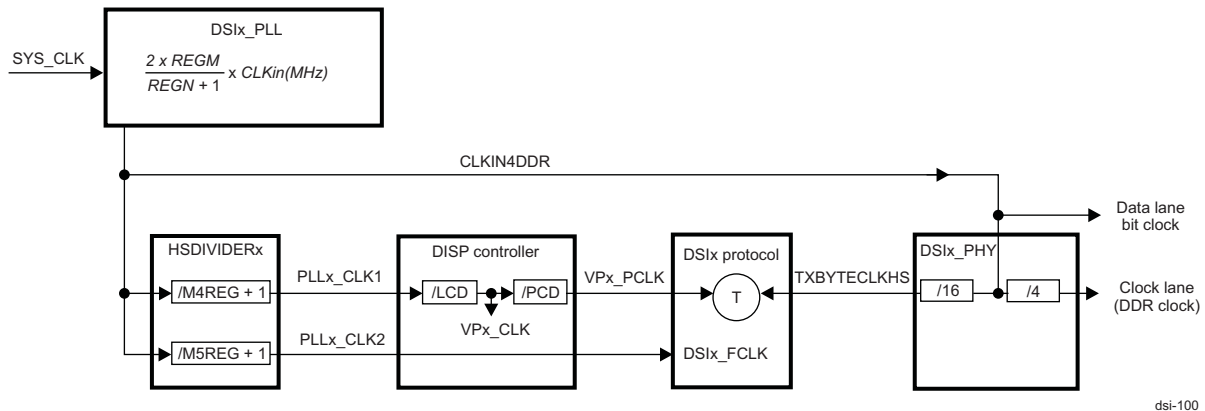 DSIx_PLL
SYS_CLK
2 x REGM
REGN + 1
x CLKin(MHz)
CLKIN4DDR
Data lane
bit clock
HSDIVIDERx
DISP controller
DSIx protocol
DSIx_PHY
/M4REG + 1
PLLx_CLK1
/LCD
/PCD
VPx_PCLK
T
TXBYTECLKHS
/16
/4
Clock lane
(DDR clock)
VPx_CLK
/M5REG + 1
PLLx_CLK2
DSIx_FCLK
dsi-100